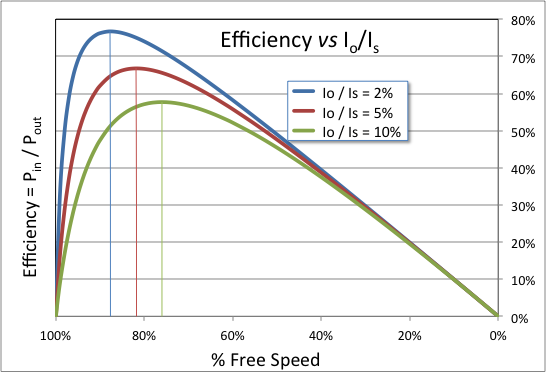 Efficiency vs Io/Is
Io / Is = 2%
Io / Is = 5%
Io / Is = 10%
Efficiency = Pin / Pout
80%
70%
60%
50%
40%
30%
20%
10%
0%
100% 80% 60% 40% 20% 0%
% Free Speed